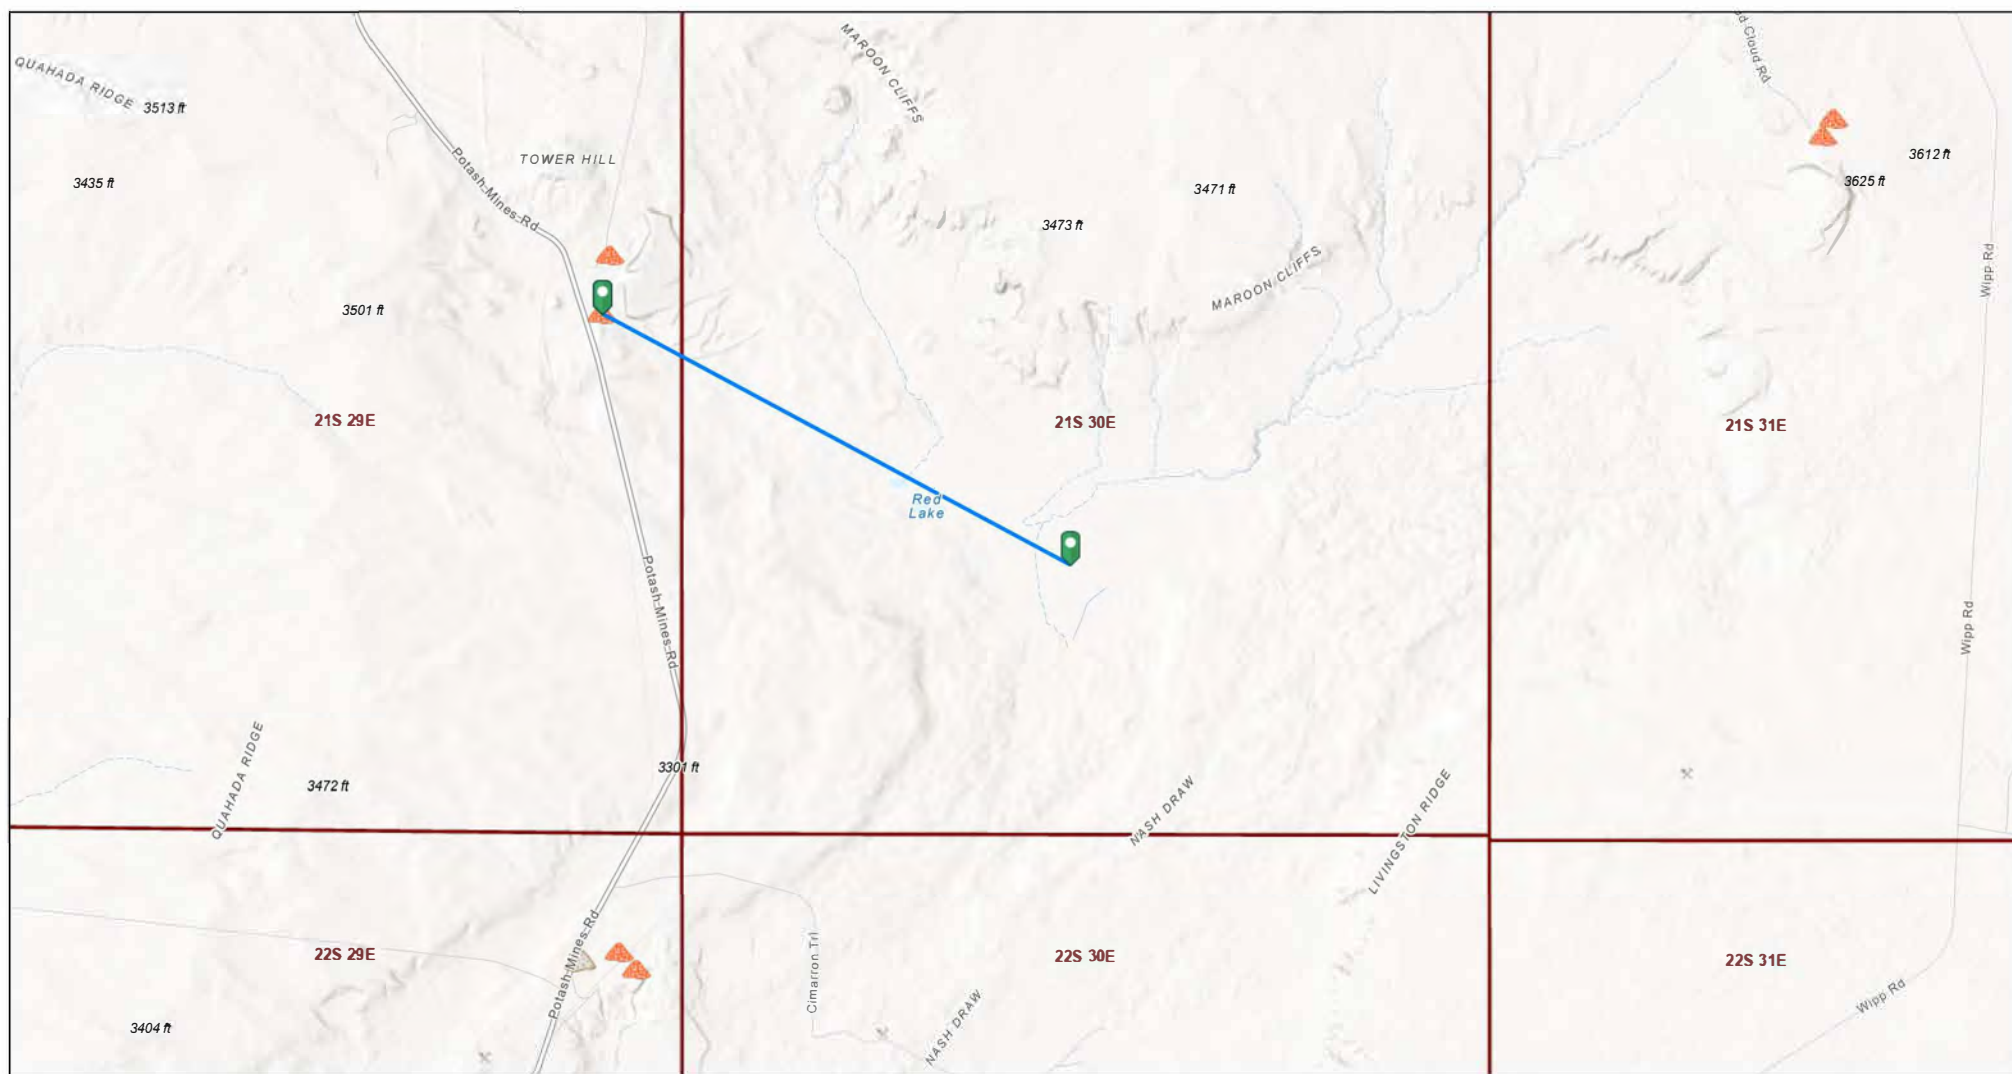 QUAHADA RIDGE
3513 ft
3435 ft
Potash Mines Rd
TOWER HILL
3501 ft
21S 29E
MAROON CLIFFS
3473 ft
3471 ft
MAROON CLIFFS
21S 30E
Red
Lake
Cloud Rd
3612 ft
3625 ft
Wipp Rd
21S 31E
Potash Mines Rd
Wipp Rd
QUAHADA RIDGE
3472 ft
3301 ft
NASH DRAW
LIVINGSTON RIDGE
22S 29E
Potash Mines Rd
3404 ft
Cimarron Trl
22S 30E
NASH DRAW
22S 31E
Wipp Rd